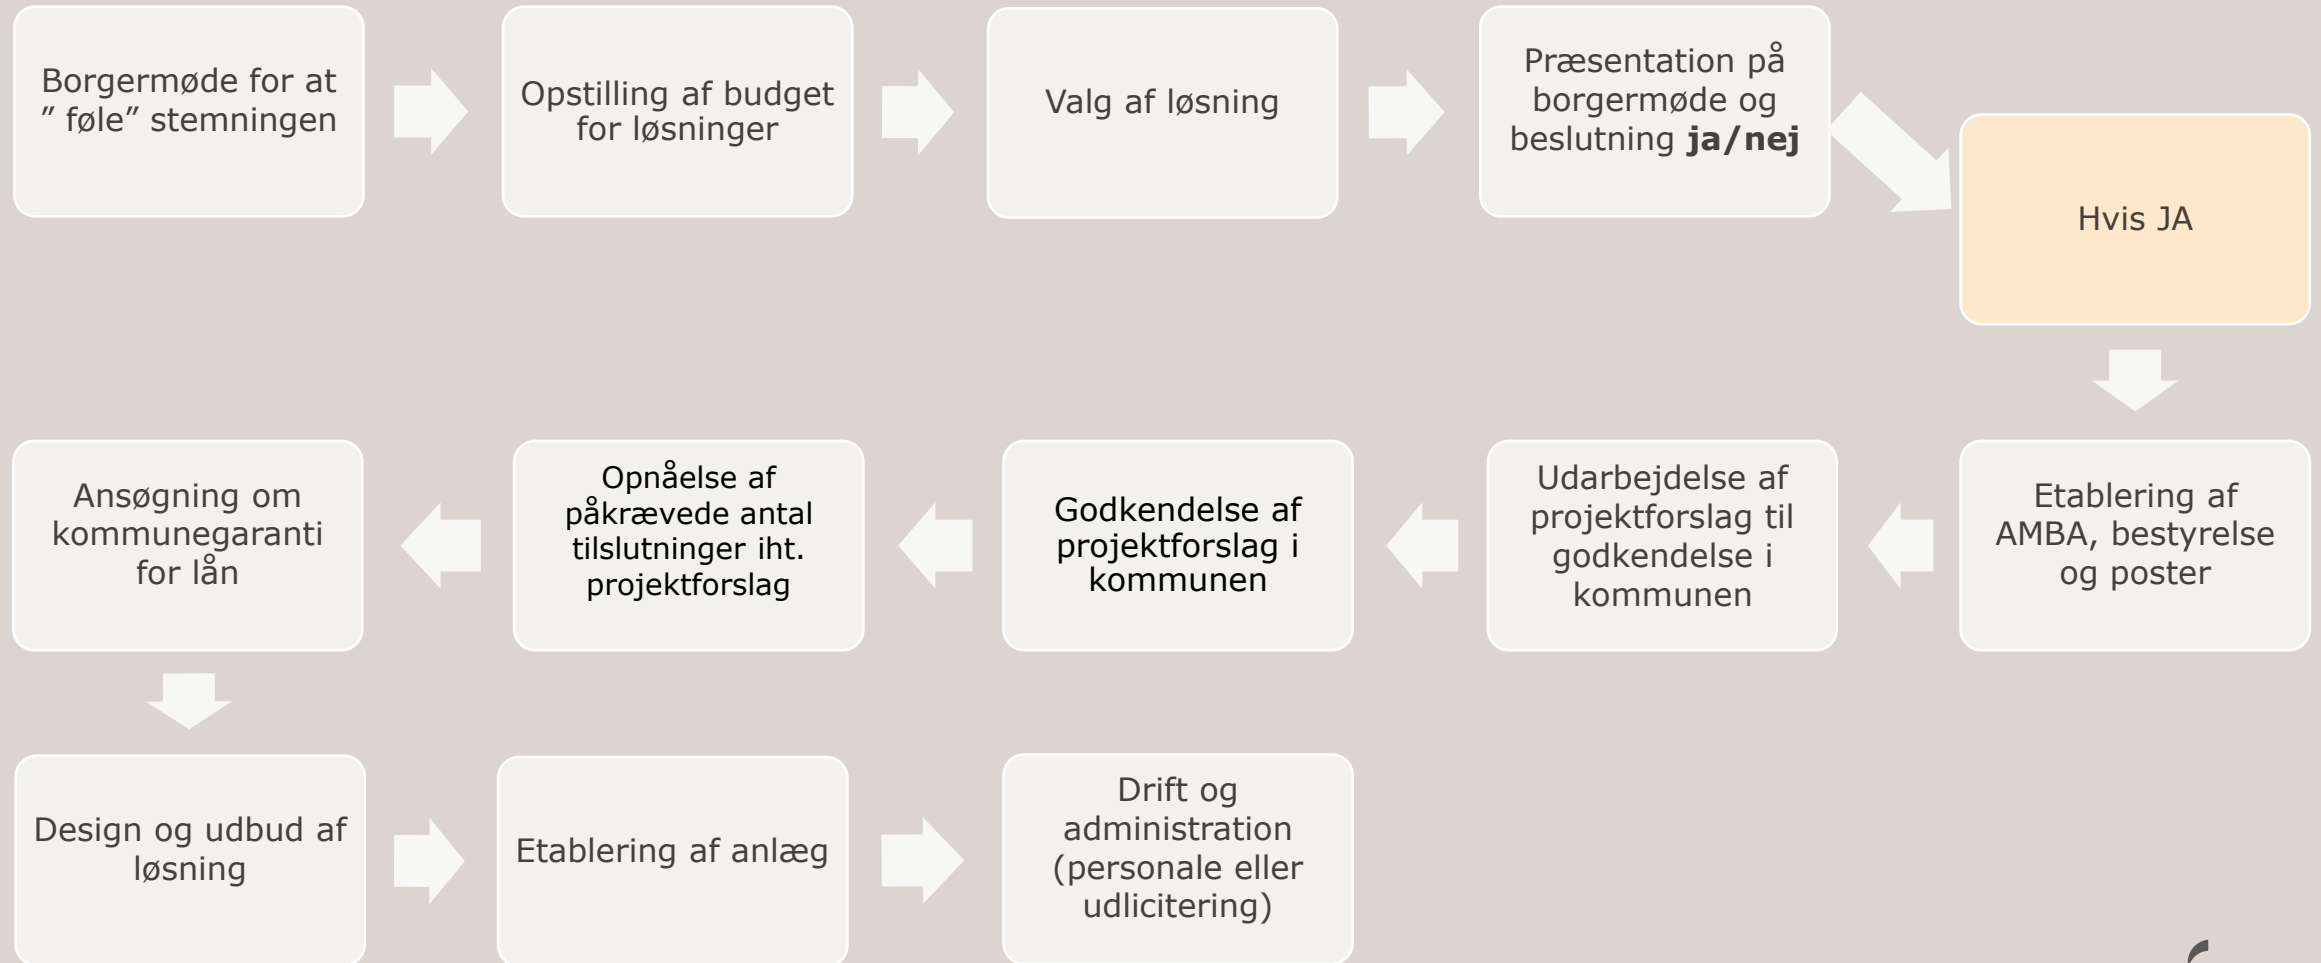 Borgermøde for at
” føle” stemningen
Opstilling af budget
for løsninger
Valg af løsning
Præsentation på
borgermøde og
beslutning ja/nej
Hvis JA
Etablering af
AMBA, bestyrelse
og poster
Udarbejdelse af
projektforslag til
godkendelse i
kommunen
Godkendelse af
projektforslag i
kommunen
Opnåelse af
påkrævede antal
tilslutninger iht.
projektforslag
Ansøgning om
kommunegaranti
for lån
Design og udbud af
løsning
Etablering af anlæg
Drift og
administration
(personale eller
udlicitering)